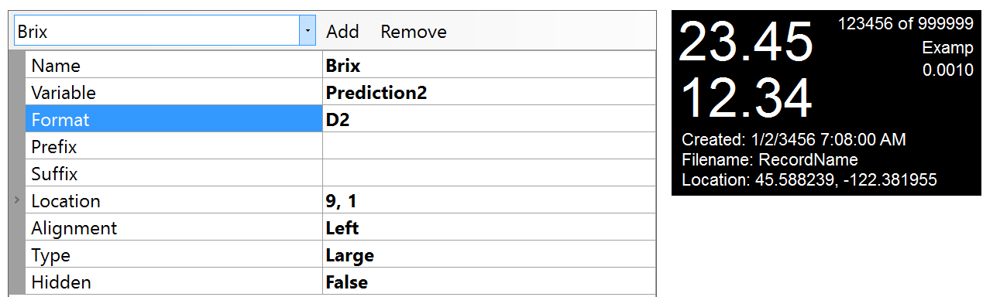 Brix Add Remove
Name Brix
Variable Prediction2
Format D2
Prefix
Suffix
Location 9, 1
Alignment Left
Type Large
Hidden False
23.45
123456 of 999999
Examp
0.0010
12.34
Created: 1/2/3456 7:08:00 AM
Filename: RecordName
Location: 45.588239, -122.381955